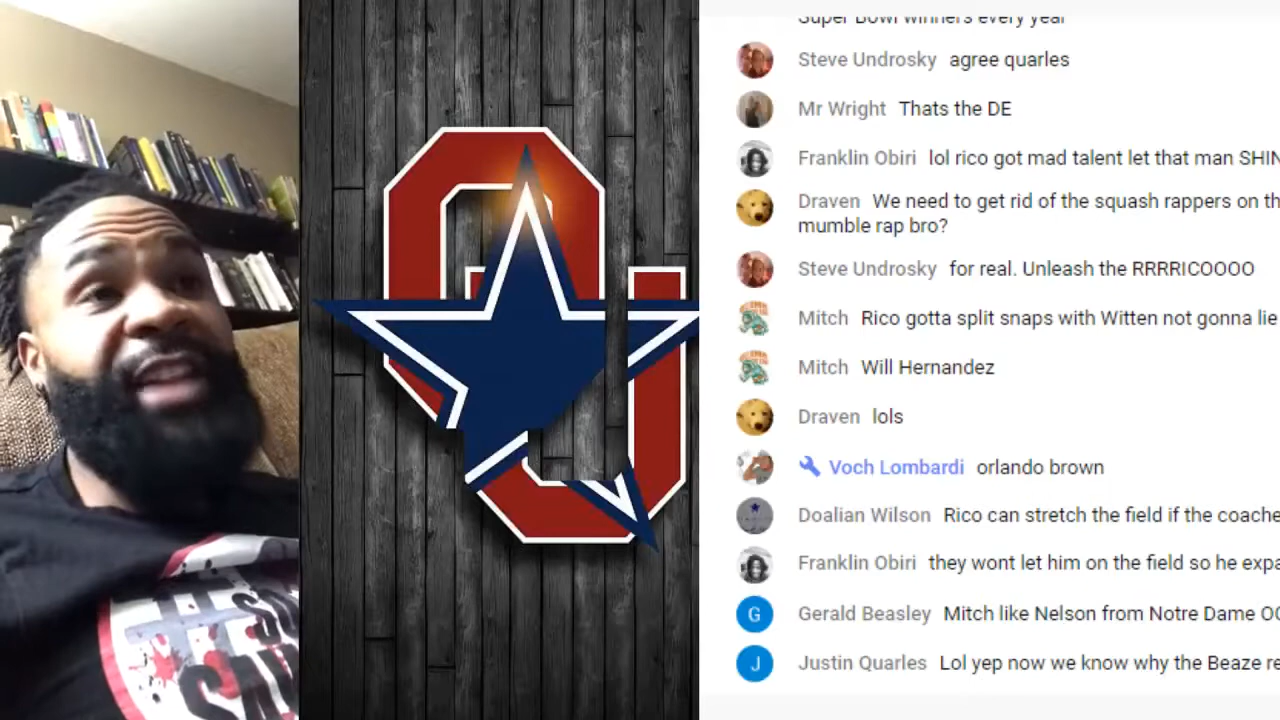 Super Bowl winners every year
Steve Undrosky agree quarles
Mr Wright Thats the DE
Franklin Obiri lol rico got mad talent let that man SHIN
Draven We need to get rid of the squash rappers on th
mumble rap bro?
Steve Undrosky for real. Unleash the RRRRICOOOO
Mitch Rico gotta split snaps with Witten not gonna lie
Mitch Will Hernandez
Draven lols
Voch Lombardi orlando brown
Doalian Wilson Rico can stretch the field if the coache
Franklin Obiri they wont let him on the field so he expa
G Gerald Beasley Mitch like Nelson from Notre Dame OG
J Justin Quarles Lol yep now we know why the Beaze re